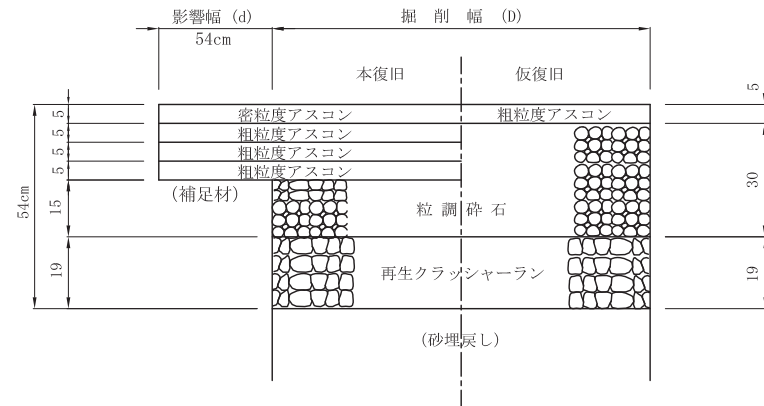 影響幅 (d)
掘 削 幅 (D)
54cm
本復旧
仮復旧
密粒度アスコン
粗粒度アスコン
粗粒度アスコン
粗粒度アスコン
粗粒度アスコン
(補足材)
粒 調 砕 石
再生クラッシャーラン
(砂埋戻し)
54cm
5
5
5
5
15
19
5
30
19